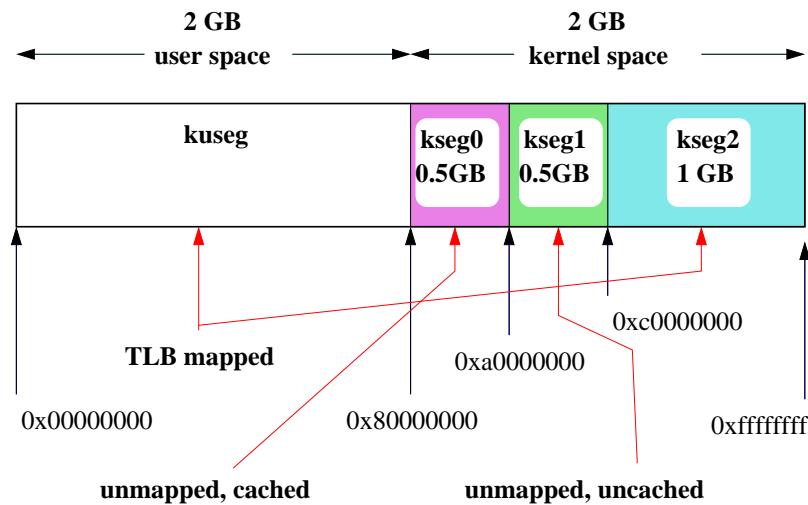 2 GB
user space
2 GB
kernel space
kuseg
kseg0
0.5GB
kseg1
0.5GB
kseg2
1 GB
TLB mapped
0xc0000000
0xa0000000
0x00000000
0x80000000
0xffffffff
unmapped, cached
unmapped, uncached